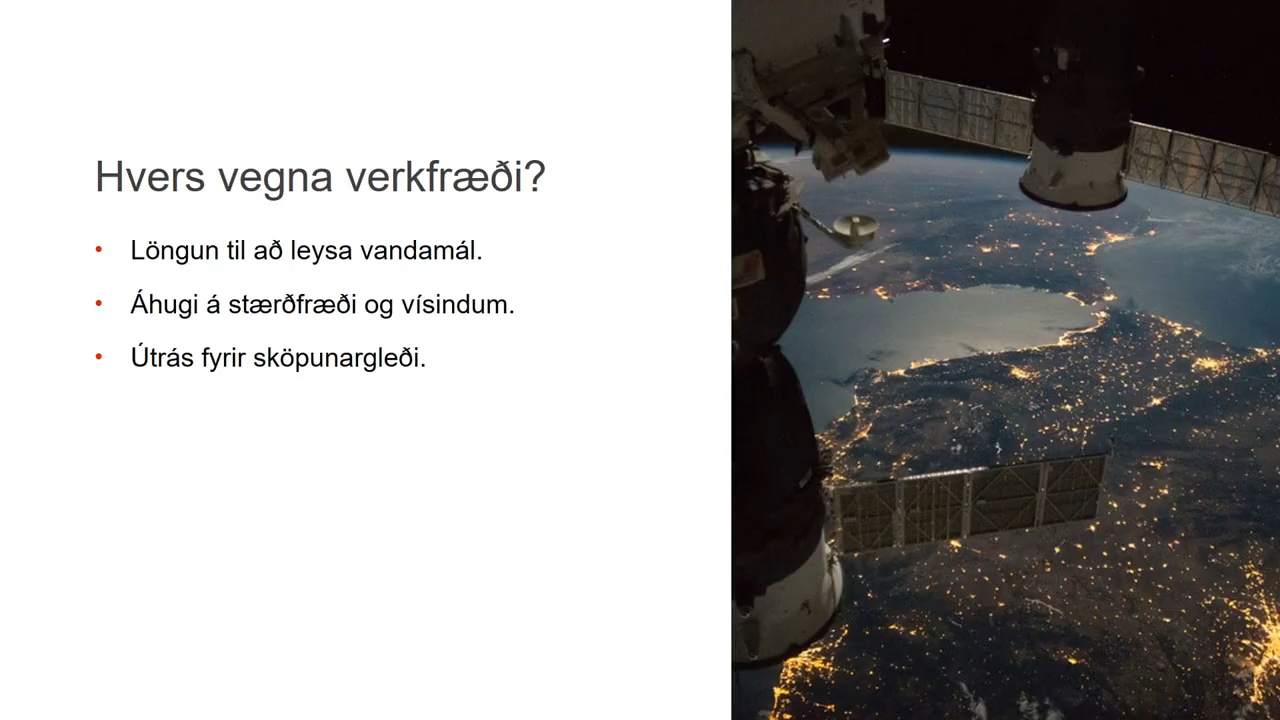 Hvers vegna verkfræði?
• Löngun til að leysa vandamál.
• Áhugi á stærðfræði og vísindum.
• Útrás fyrir sköpunargleði.